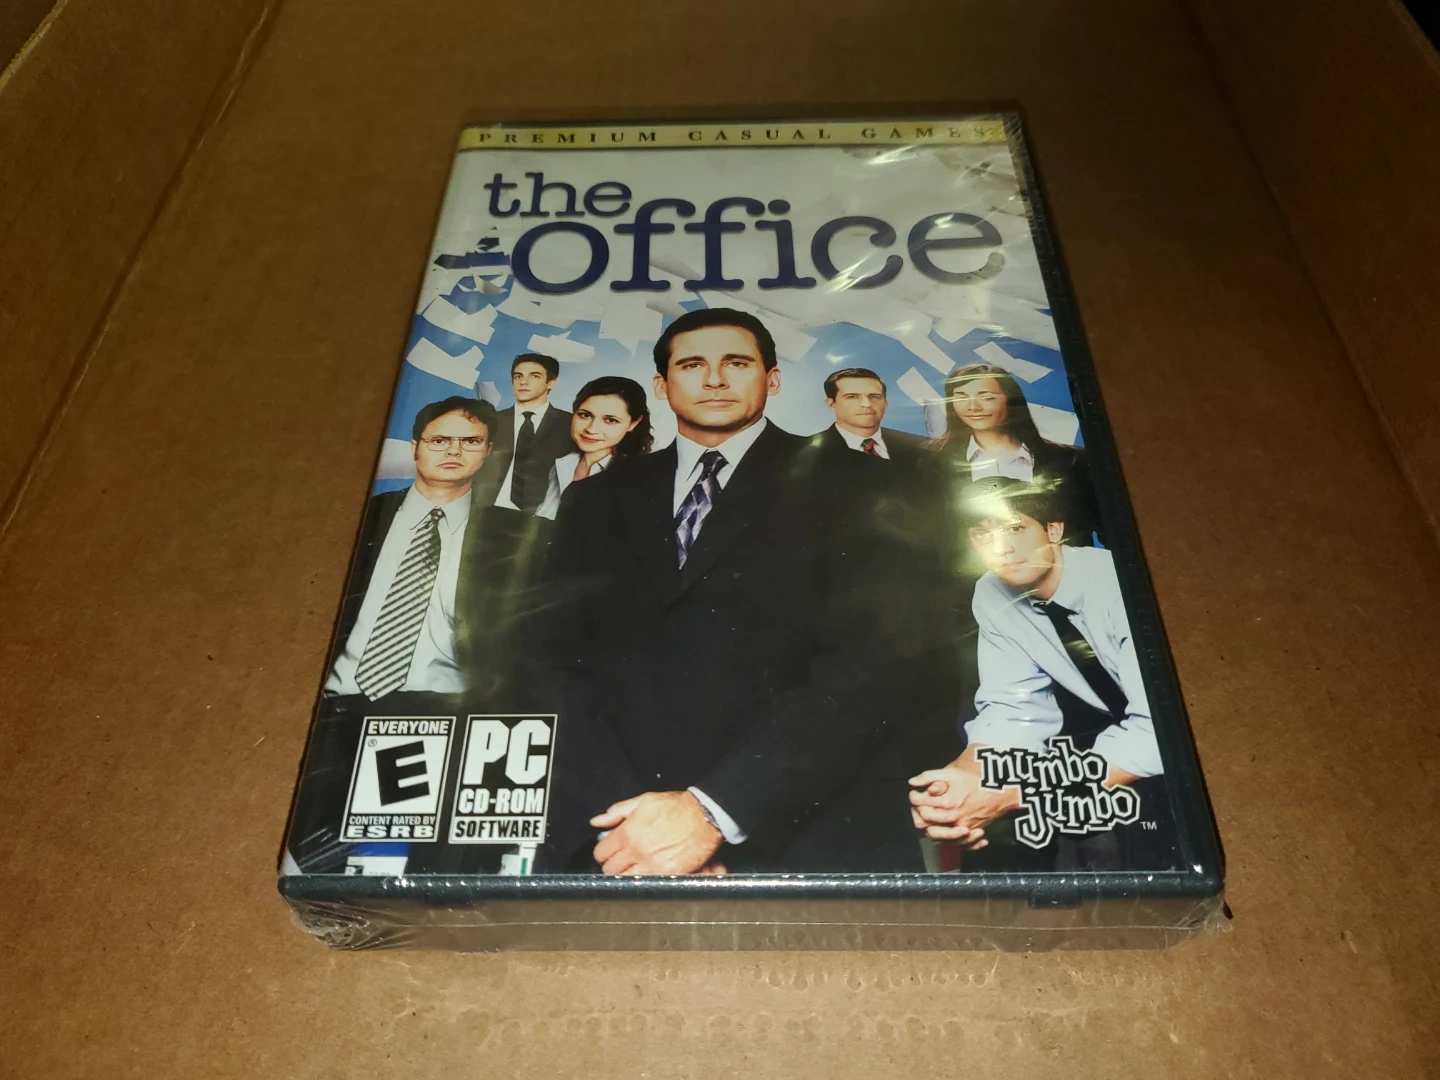 PREMIUM CASUAL GAMES
the
office
EVERYONE
E
®
CONTENT RATED BY
ESRB
PC
CD-ROM
SOFTWARE
mumbo
jumbo
TM